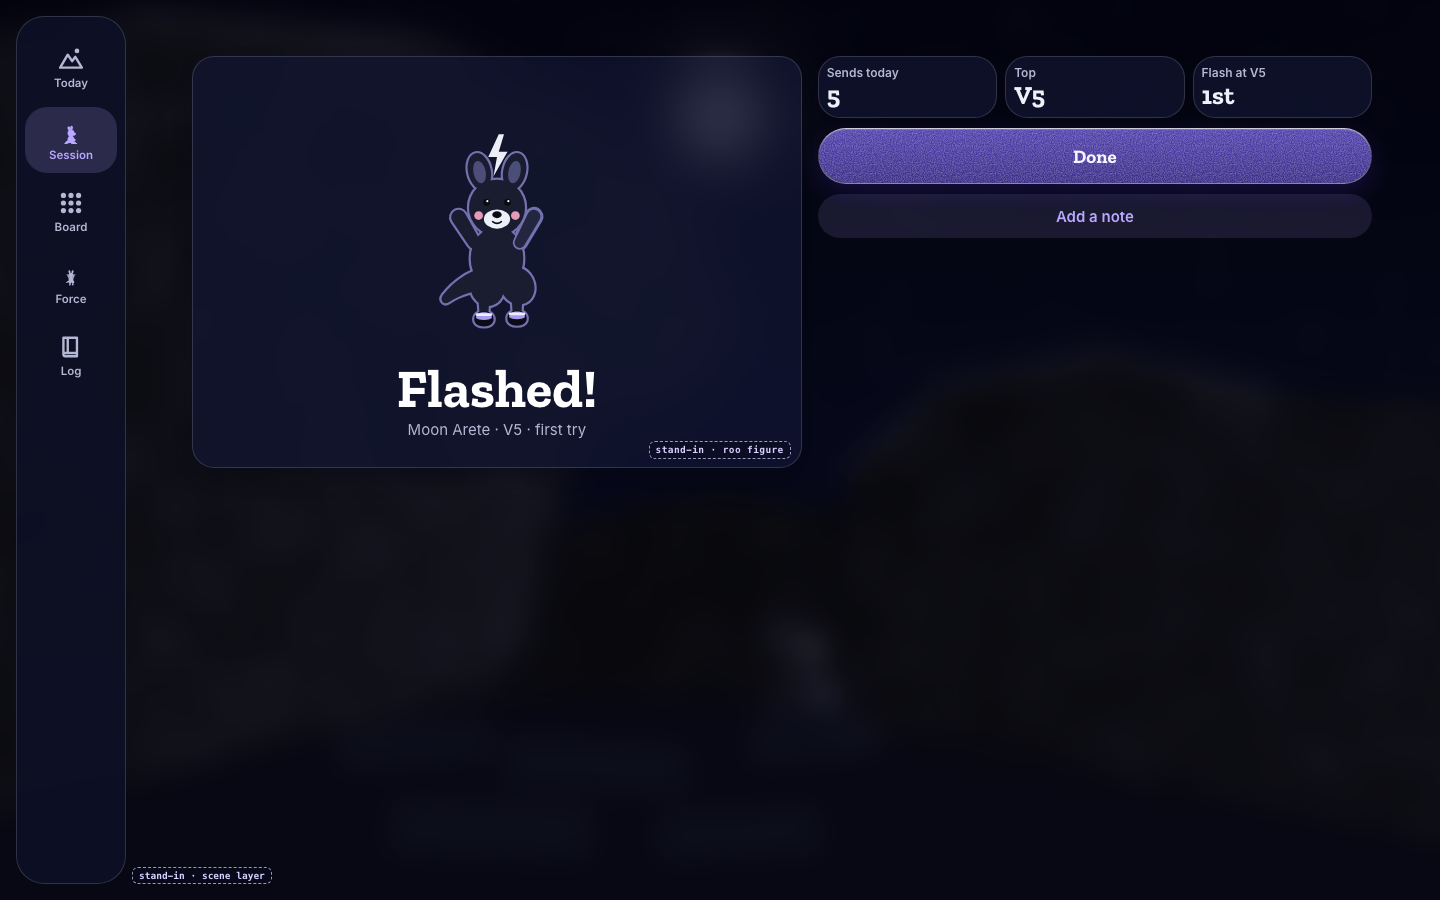 Today
Session
Board
Force
Log
Flashed!
Moon Arete · V5 · first try
stand-in · roo figure
Sends today
5
Top
V5
Flash at V5
1st
Done
Add a note
stand-in · scene layer